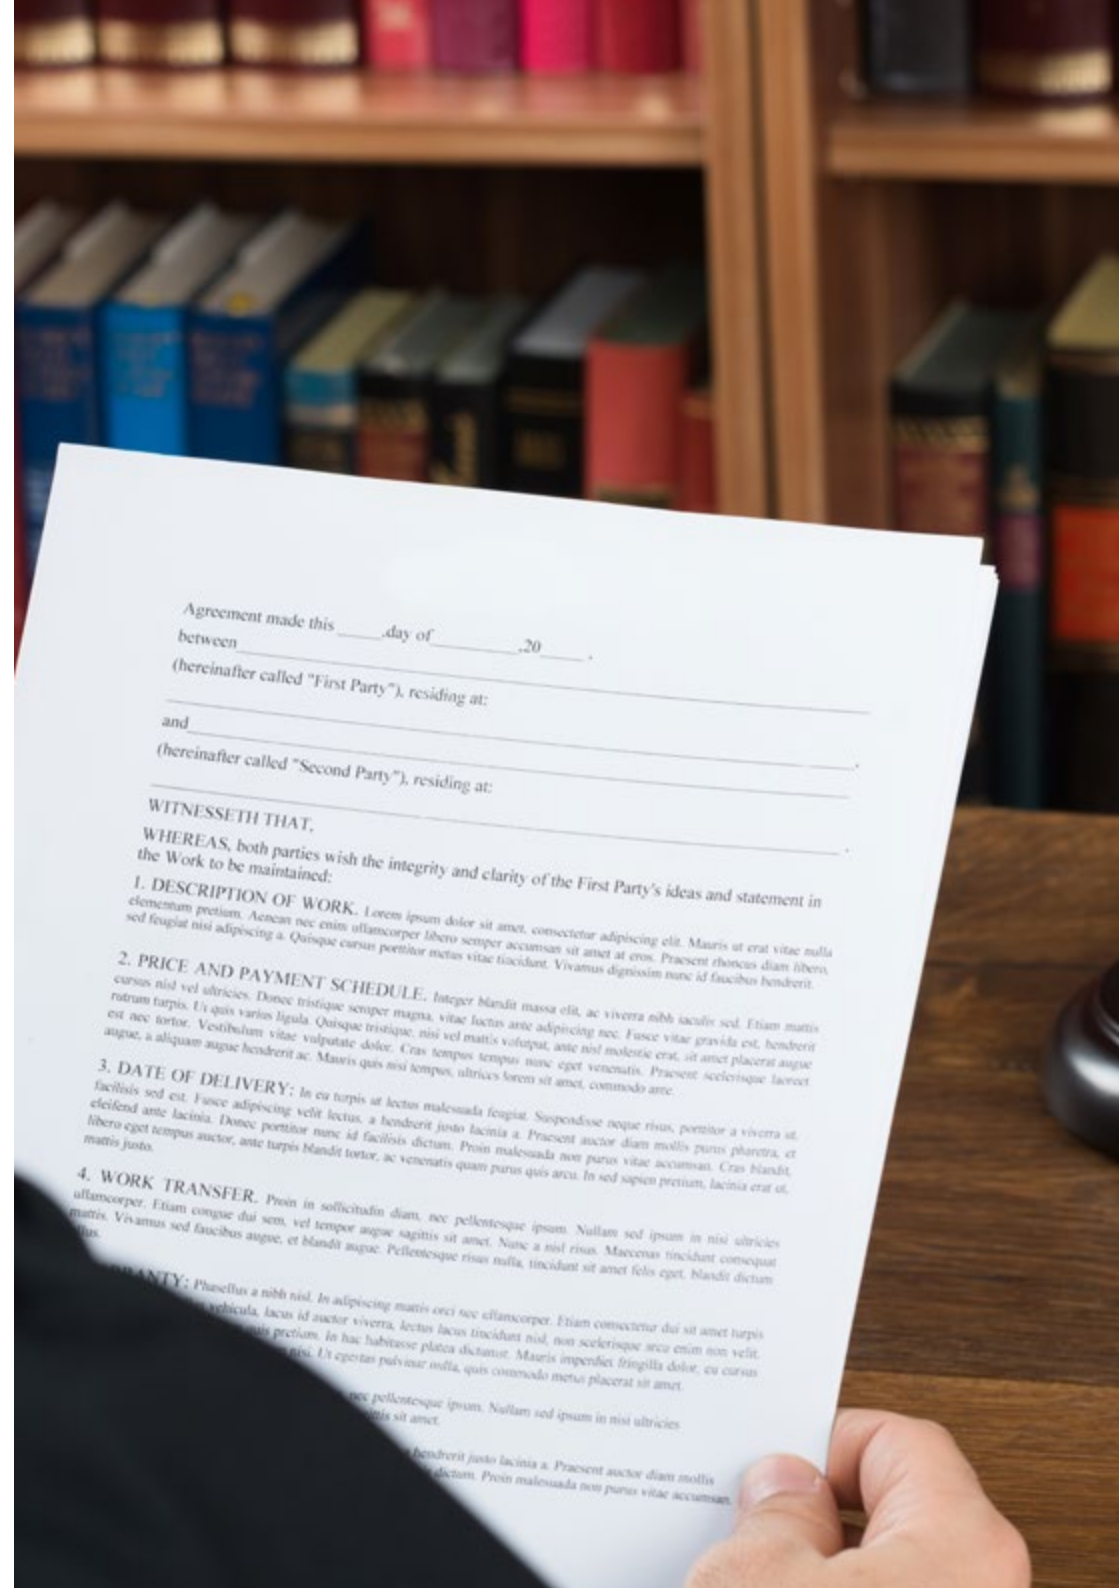 Agreement made this _____,day of__________,20_____ .
between
(hereinafter called "First Party"), residing at:
.
and
(hereinafter called "Second Party"), residing at:
.
WITNESSETH THAT,
WHEREAS, both parties wish the integrity and clarity of the First Party's ideas and statement in
the Work to be maintained:
1. DESCRIPTION OF WORK. Lorem ipsum dolor sit amet, consectetur adipiscing elit. Mauris ut erat vitae nulla
elementum pretium. Aenean nec enim ullamcorper libero semper accumsan sit amet at eros. Praesent rhoncus diam libero,
sed feugiat nisi adipiscing a. Quisque cursus porttitor metus vitae tincidunt. Vivamus dignissim nunc id faucibus hendrerit.
2. PRICE AND PAYMENT SCHEDULE. Integer blandit massa elit, ac viverra nibh iaculis sed. Etiam mattis
cursus nisl vel ultricies. Donec tristique semper magna, vitae luctus ante adipiscing nec. Fusce vitae gravida est, hendrerit
rutrum turpis. Ut quis varius ligula. Quisque tristique, nisi vel mattis volutpat, ante nisl molestie erat, sit amet placerat augue
est nec tortor. Vestibulum vitae vulputate dolor. Cras tempus tempus nunc eget venenatis. Praesent scelerisque laoreet
augue, a aliquam augue hendrerit ac. Mauris quis nisi tempus, ultrices lorem sit amet, commodo ante.
3. DATE OF DELIVERY: In eu turpis ut lectus malesuada feugiat. Suspendisse neque risus, porttitor a viverra ut,
facilisis sed est. Fusce adipiscing velit lectus, a hendrerit justo lacinia a. Praesent auctor diam mollis purus pharetra, et
eleifend ante lacinia. Donec porttitor nunc id facilisis dictum. Proin malesuada non purus vitae accumsan. Cras blandit,
libero eget tempus auctor, ante turpis blandit tortor, ac venenatis quam purus quis arcu. In sed sapien pretium, lacinia erat ut,
mattis justo.
4. WORK TRANSFER. Proin in sollicitudin diam, nec pellentesque ipsum. Nullam sed ipsum in nisi ultricies
ullamcorper. Etiam congue dui sem, vel tempor augue sagittis sit amet. Nunc a nisl risus. Maecenas tincidunt consequat
mattis. Vivamus sed faucibus augue, et blandit augue. Pellentesque risus nulla, tincidunt sit amet felis eget, blandit dictum
RRANTY: Phasellus a nibh nisl. In adipiscing mattis orci nec ullamcorper. Etiam consectetur dui sit amet turpis
vehicula, lacus id auctor viverra, lectus lacus tincidunt nisl, non scelerisque arcu enim non velit.
quis pretium. In hac habitasse platea dictumst. Mauris imperdiet fringilla dolor, eu cursus
nisi. Ut egestas pulvinar nulla, quis commodo metus placerat sit amet.
nec pellentesque ipsum. Nullam sed ipsum in nisi ultricies
sit amet.
hendrerit justo lacinia a. Praesent auctor diam mollis
dictum. Proin malesuada non purus vitae accumsan.